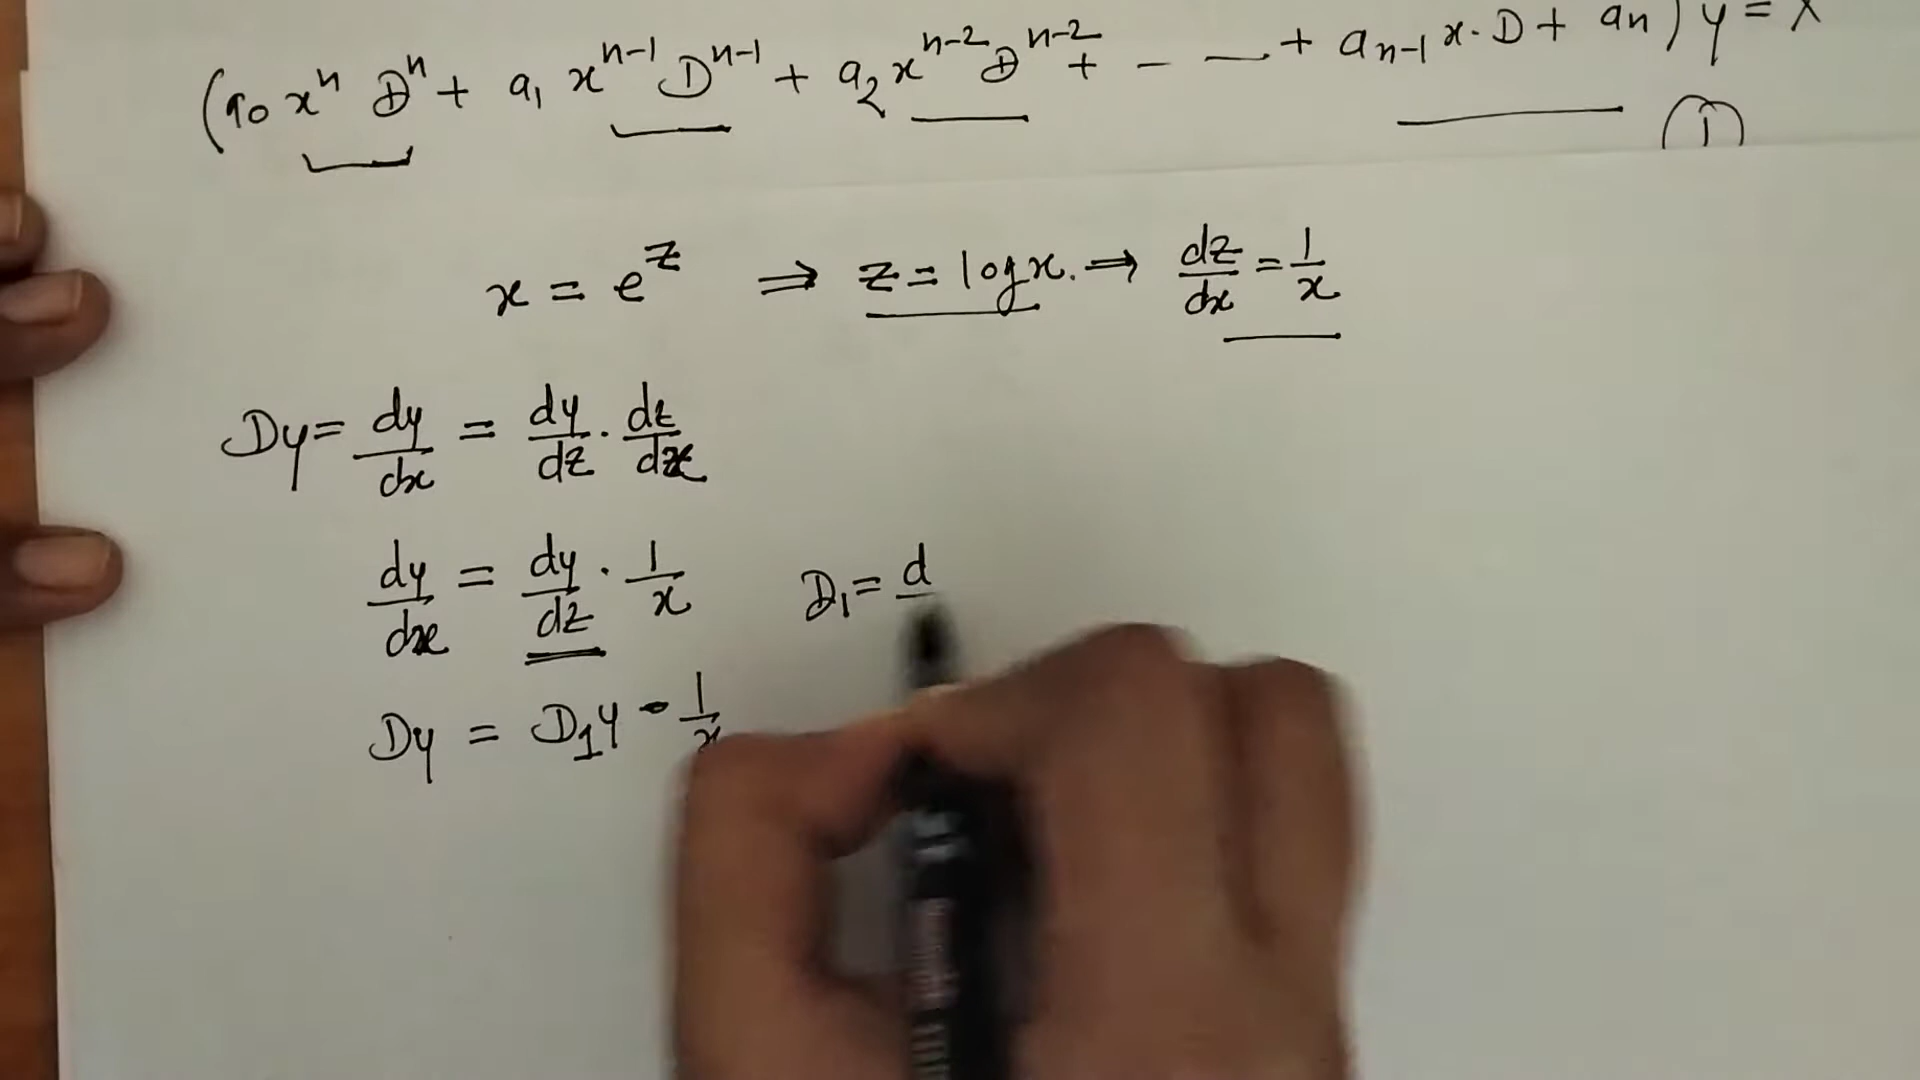 (a₀ xⁿ Dⁿ + a₁ xⁿ⁻¹ Dⁿ⁻¹ + a₂ xⁿ⁻² Dⁿ⁻² + - — + aₙ₋₁ x·D + aₙ) y = X
①
x = e^z ⇒ z = log x. ⇒ dz/dx = 1/x
Dy = dy/dx = dy/dz · dz/dx
dy/dx = dy/dz · 1/x D₁ = d
Dy = D₁y · 1/x